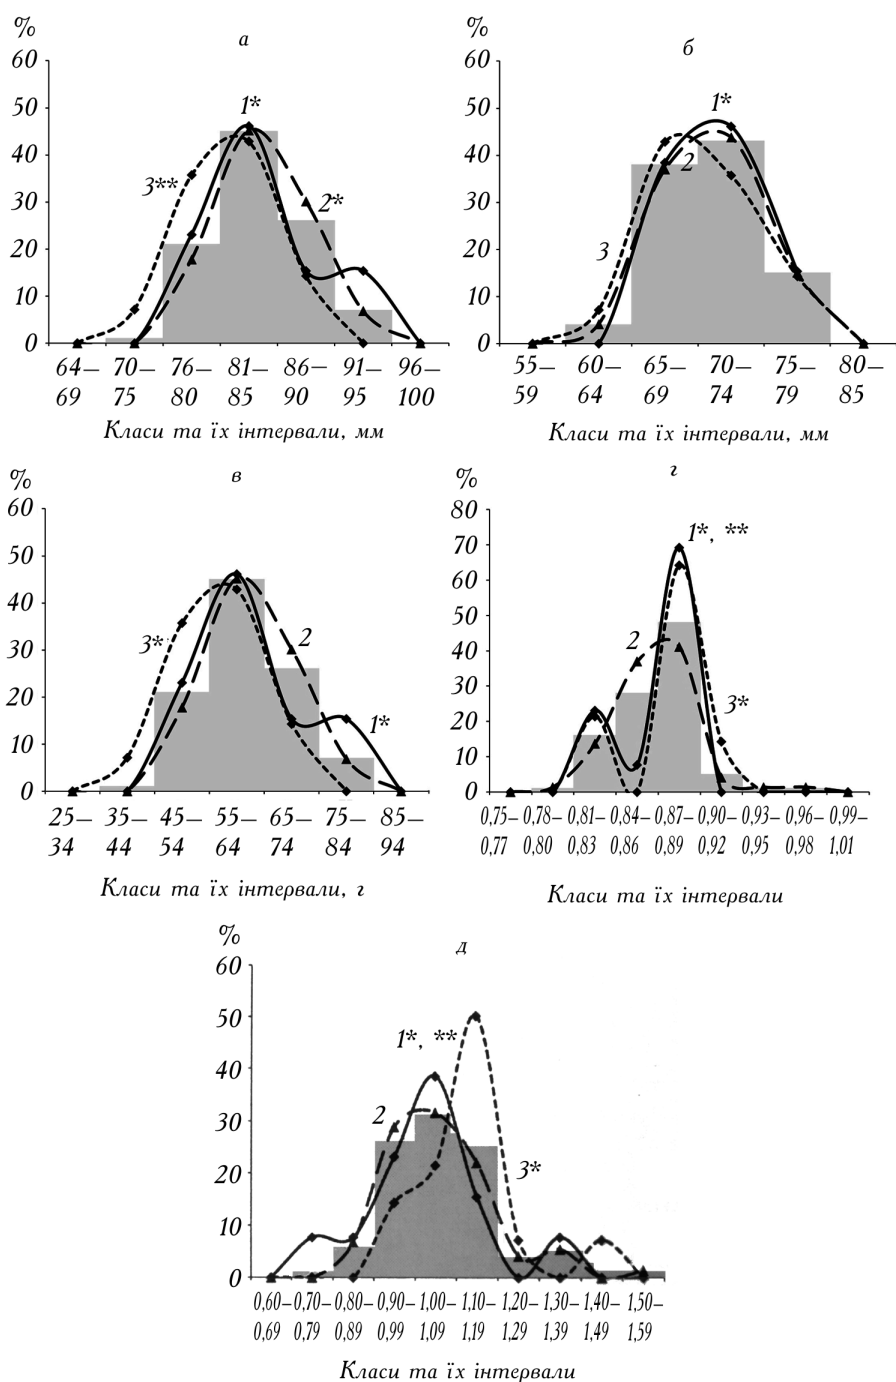 %
а
60
50
40
30
20
10
0
1*
3**
2*
64– 70– 76– 81– 86– 91– 96–
69 75 80 85 90 95 100
Класи та їх інтервали, мм
%
б
60
50
40
30
20
10
0
1*
2
3
55– 60– 65– 70– 75– 80–
59 64 69 74 79 85
Класи та їх інтервали, мм
%
в
60
50
40
30
20
10
0
3*
2
1*
25– 35– 45– 55– 65– 75– 85–
34 44 54 64 74 84 94
Класи та їх інтервали, г
%
г
80
70
60
50
40
30
20
10
0
1*, **
2
3*
0,75– 0,78– 0,81– 0,84– 0,87– 0,90– 0,93– 0,96– 0,99–
0,77 0,80 0,83 0,86 0,89 0,92 0,95 0,98 1,01
Класи та їх інтервали
%
д
60
50
40
30
20
10
0
1*, **
2
3*
0,60– 0,70– 0,80– 0,90– 1,00– 1,10– 1,20– 1,30– 1,40– 1,50–
0,69 0,79 0,89 0,99 1,09 1,19 1,29 1,39 1,49 1,59
Класи та їх інтервали